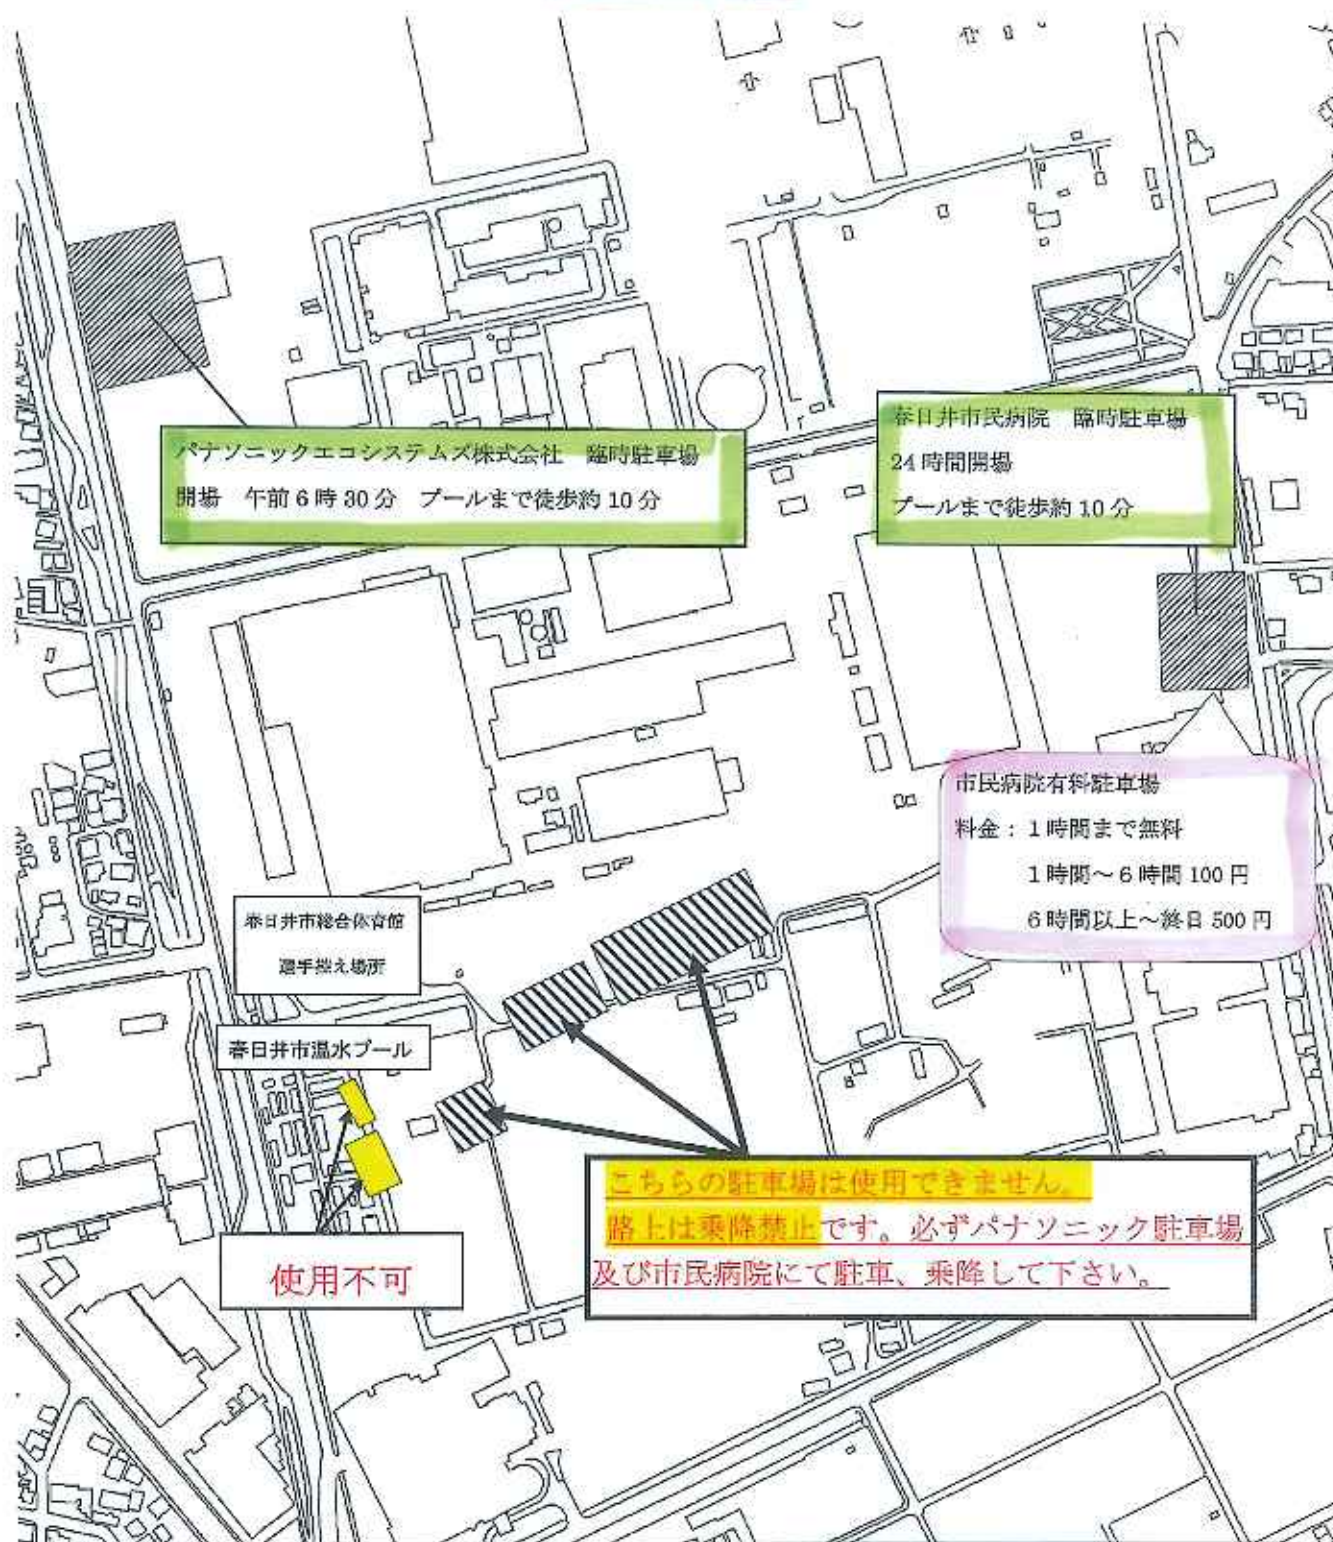 パナソニックエコシステムズ株式会社　臨時駐車場
開場　午前6時30分　プールまで徒歩約10分
春日井市民病院　臨時駐車場
24時間開場
プールまで徒歩約10分
市民病院有料駐車場
料金：1時間まで無料
1時間～6時間100円
6時間以上～終日500円
春日井市総合体育館
選手控え場所
春日井市温水プール
使用不可
こちらの駐車場は使用できません。
路上は乗降禁止です。必ずパナソニック駐車場
及び市民病院にて駐車、乗降して下さい。